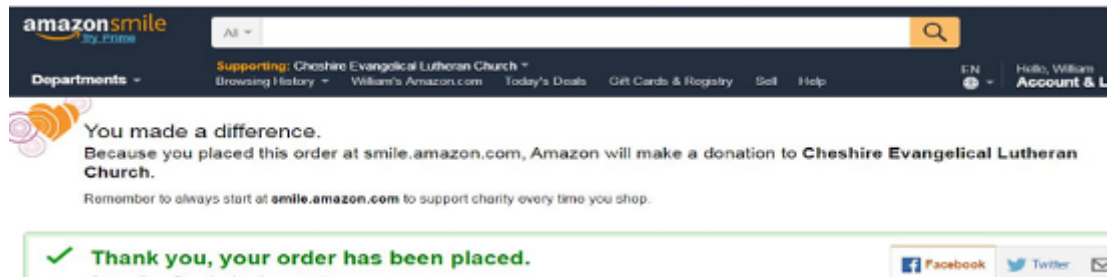 amazonsmile
Try Prime
All
Supporting: Cheshire Evangelical Lutheran Church
Departments
Browsing History William's Amazon.com Today's Deals Gift Cards & Registry Sell Help
EN
Hello, William
Account & L
You made a difference.
Because you placed this order at smile.amazon.com, Amazon will make a donation to Cheshire Evangelical Lutheran
Church.
Remember to always start at smile.amazon.com to support charity every time you shop.
Thank you, your order has been placed.
Facebook Twitter